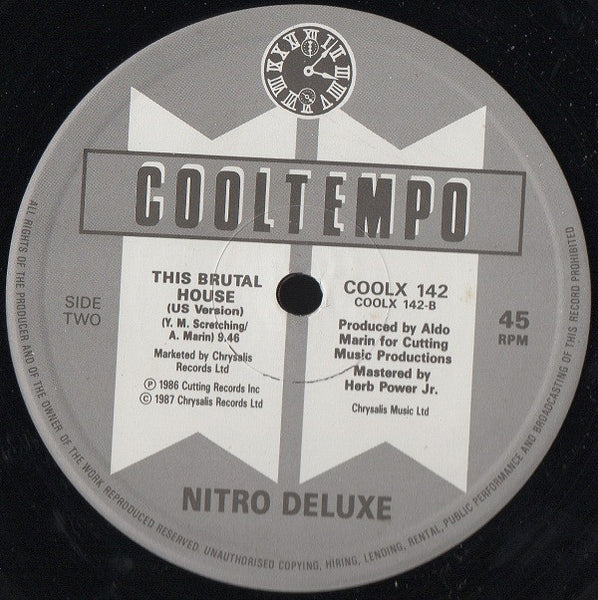 COOLTEMPO
SIDE
TWO
THIS BRUTAL
HOUSE
(US Version)
(Y. M. Scretching/
A. Marin) 9.46
Marketed by Chrysalis
Records Ltd
Ⓟ 1986 Cutting Records Inc
© 1987 Chrysalis Records Ltd
COOLX 142
COOLX 142-B
Produced by Aldo
Marin for Cutting
Music Productions
Mastered by
Herb Power Jr.
Chrysalis Music Ltd
45
RPM
NITRO DELUXE
ALL RIGHTS OF THE PRODUCER AND OF THE OWNER OF THE WORK REPRODUCED RESERVED. UNAUTHORISED COPYING, HIRING, LENDING, RENTAL, PUBLIC PERFORMANCE AND BROADCASTING OF THIS RECORD PROHIBITED